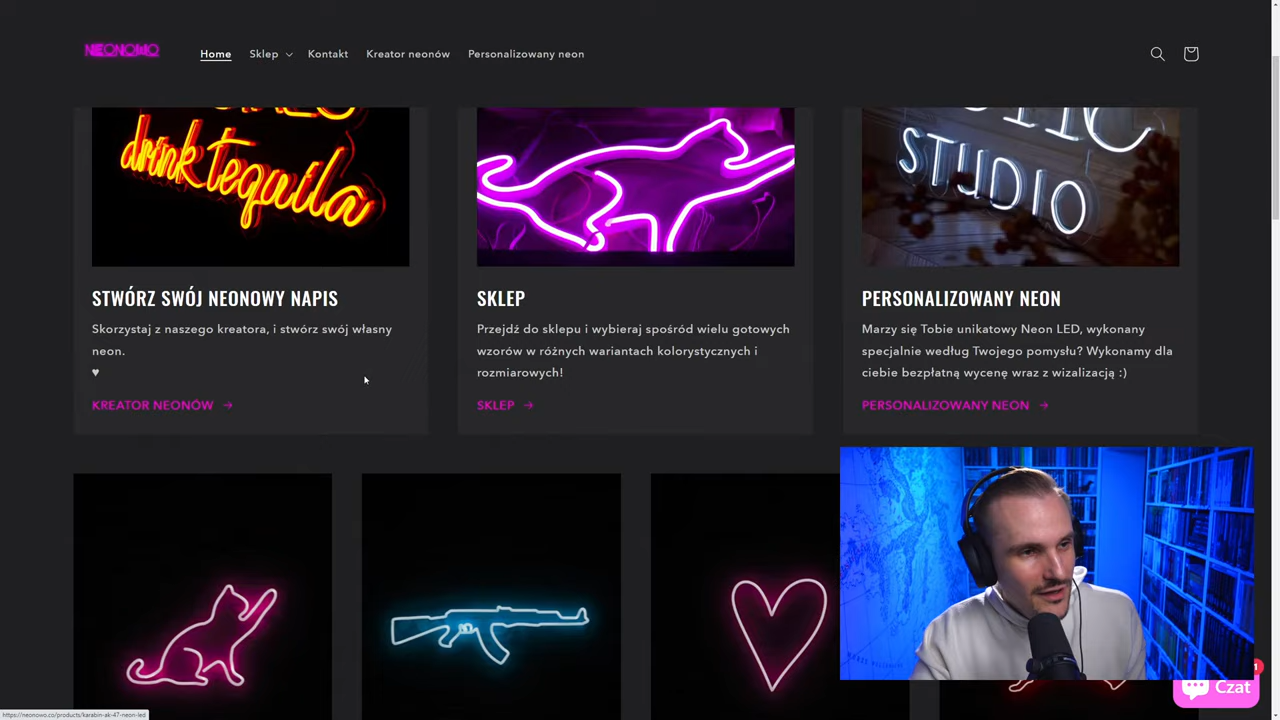 NEONOWO
Home Sklep Kontakt Kreator neonów Personalizowany neon
drink tequila
STUDIO
STWÓRZ SWÓJ NEONOWY NAPIS
Skorzystaj z naszego kreatora, i stwórz swój własny
neon.
♥
KREATOR NEONÓW →
SKLEP
Przejdź do sklepu i wybieraj spośród wielu gotowych
wzorów w różnych wariantach kolorystycznych i
rozmiarowych!
SKLEP →
PERSONALIZOWANY NEON
Marzy się Tobie unikatowy Neon LED, wykonany
specjalnie według Twojego pomysłu? Wykonamy dla
ciebie bezpłatną wycenę wraz z wizalizacją :)
PERSONALIZOWANY NEON →
1
Czat
https://neonowo.co/products/karabin-ak-47-neon-led